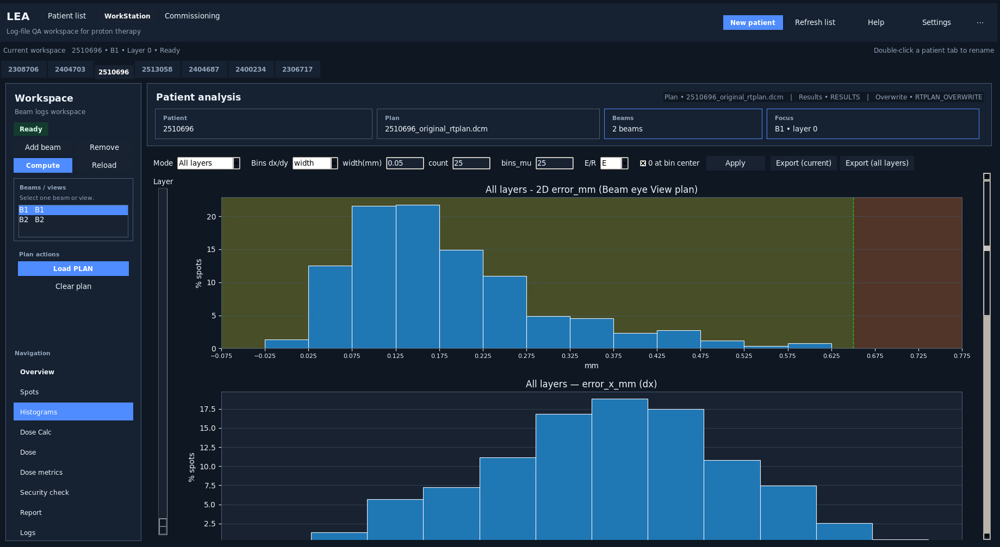 LEA Patient list WorkStation Commissioning
New patient Refresh list Help Settings ...
Log-file QA workspace for proton therapy
Current workspace 2510696 • B1 • Layer 0 • Ready
Double-click a patient tab to rename
2308706 2404703 2510696 2513058 2404687 2400234 2306717
Workspace
Beam logs workspace
Ready
Add beam Remove
Compute Reload
Beams / views
Select one beam or view.
B1 B1
B2 B2
Plan actions
Load PLAN
Clear plan
Navigation
Overview
Spots
Histograms
Dose Calc
Dose
Dose metrics
Security check
Report
Logs
Patient analysis
Plan • 2510696_original_rtplan.dcm | Results • RESULTS | Overwrite • RTPLAN_OVERWRITE
Patient
2510696
Plan
2510696_original_rtplan.dcm
Beams
2 beams
Focus
B1 • layer 0
Mode All layers Bins dx/dy width width(mm) 0.05 count 25 bins_mu 25 E/R E 0 at bin center Apply Export (current) Export (all layers)
Layer
All layers - 2D error_mm (Beam eye View plan)
20
15
10
5
0
% spots
−0.075 −0.025 0.025 0.075 0.125 0.175 0.225 0.275 0.325 0.375 0.425 0.475 0.525 0.575 0.625 0.675 0.725 0.775
mm
All layers — error_x_mm (dx)
17.5
15.0
12.5
10.0
7.5
5.0
2.5
% spots